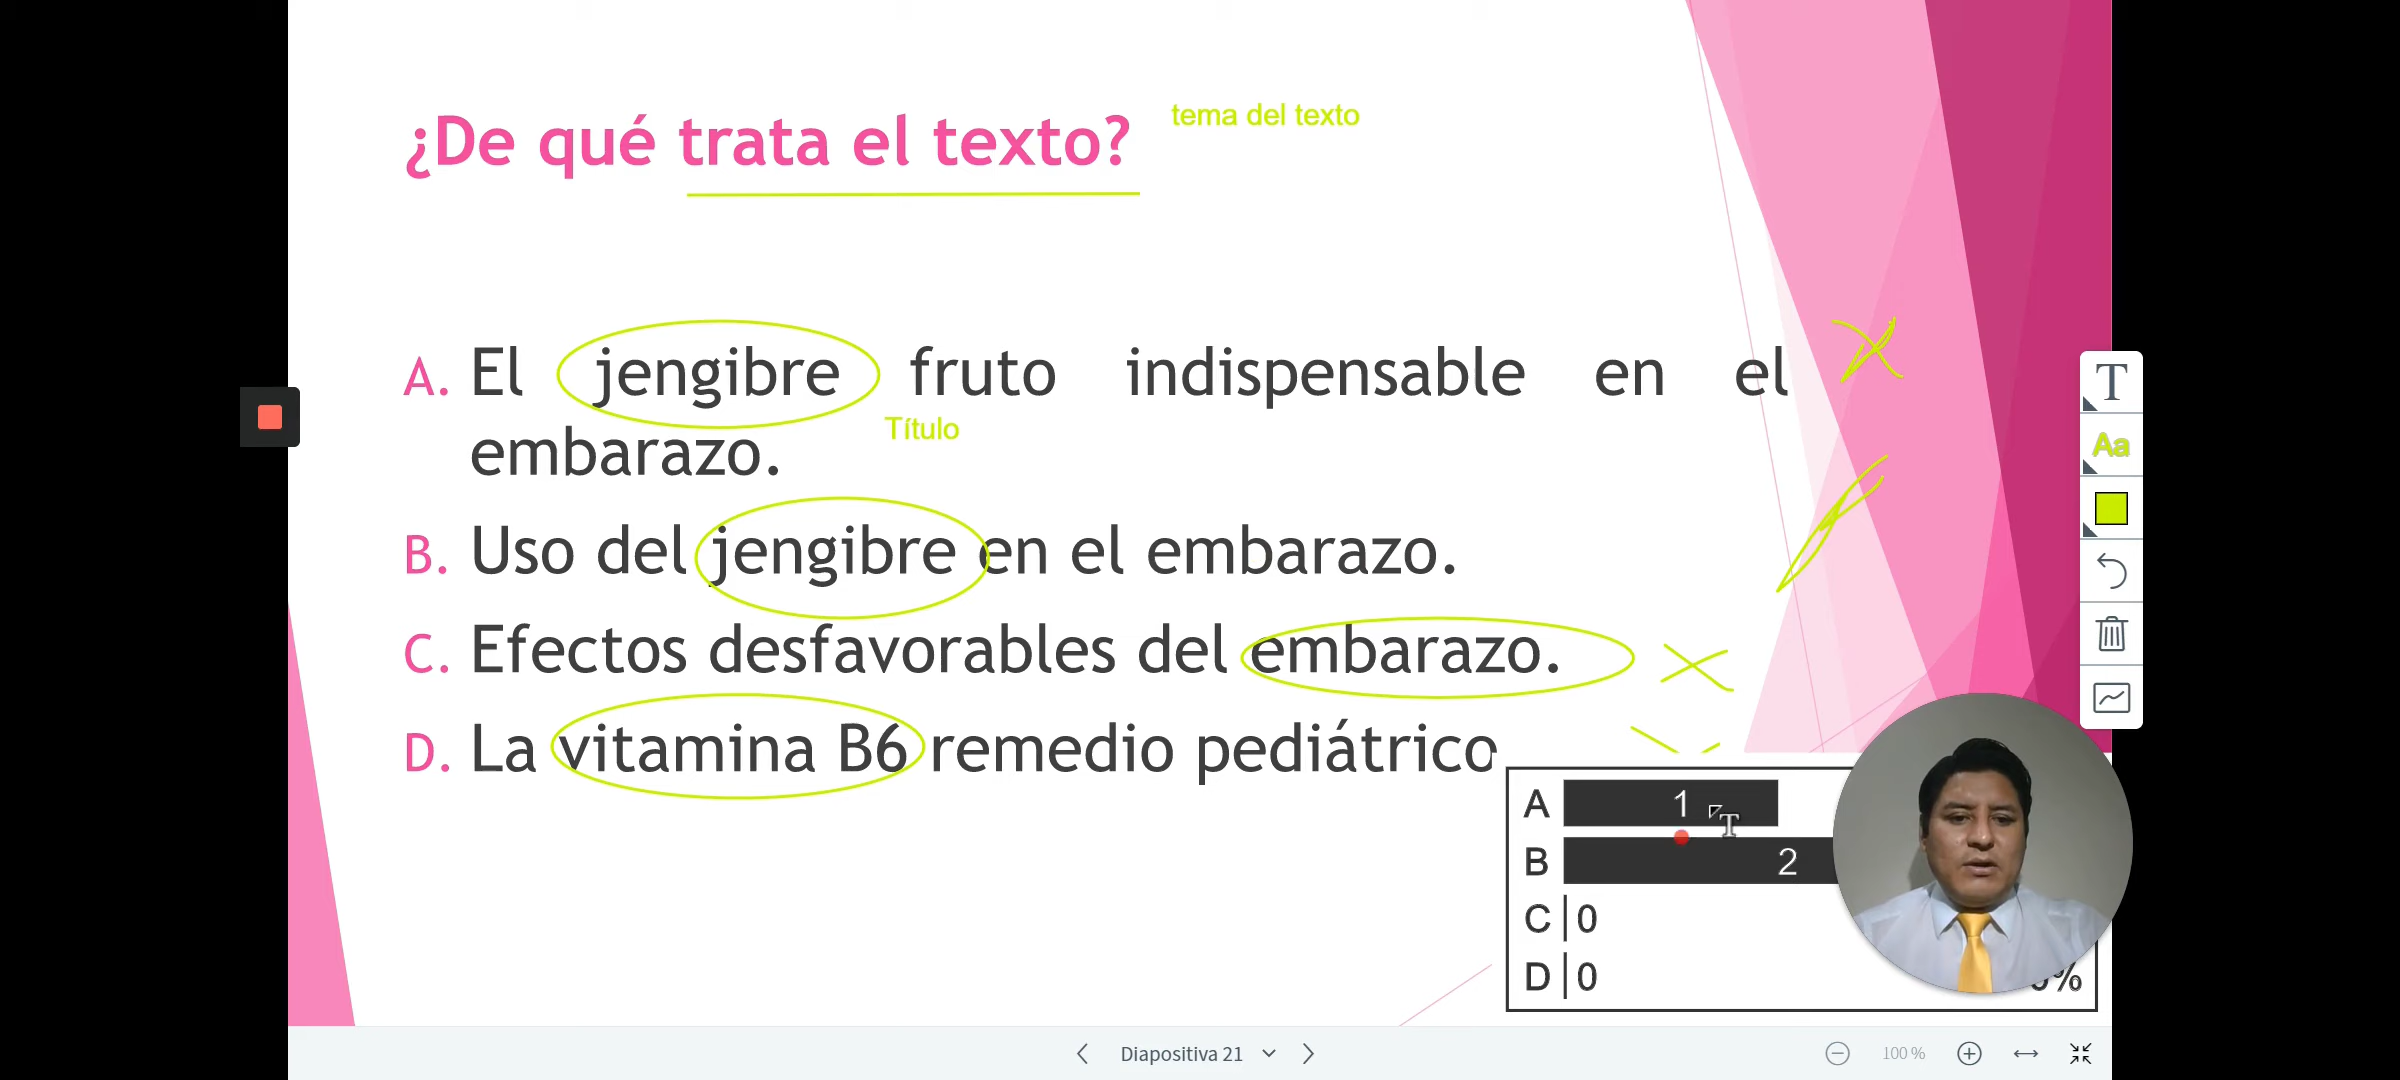 ¿De qué trata el texto?
tema del texto
A. El jengibre fruto indispensable en el
Título
embarazo.
B. Uso del jengibre en el embarazo.
C. Efectos desfavorables del embarazo.
D. La vitamina B6 remedio pediátrico
T
Aa
A 1
T
B 2
C 0
D 0
%
Diapositiva 21
100 %